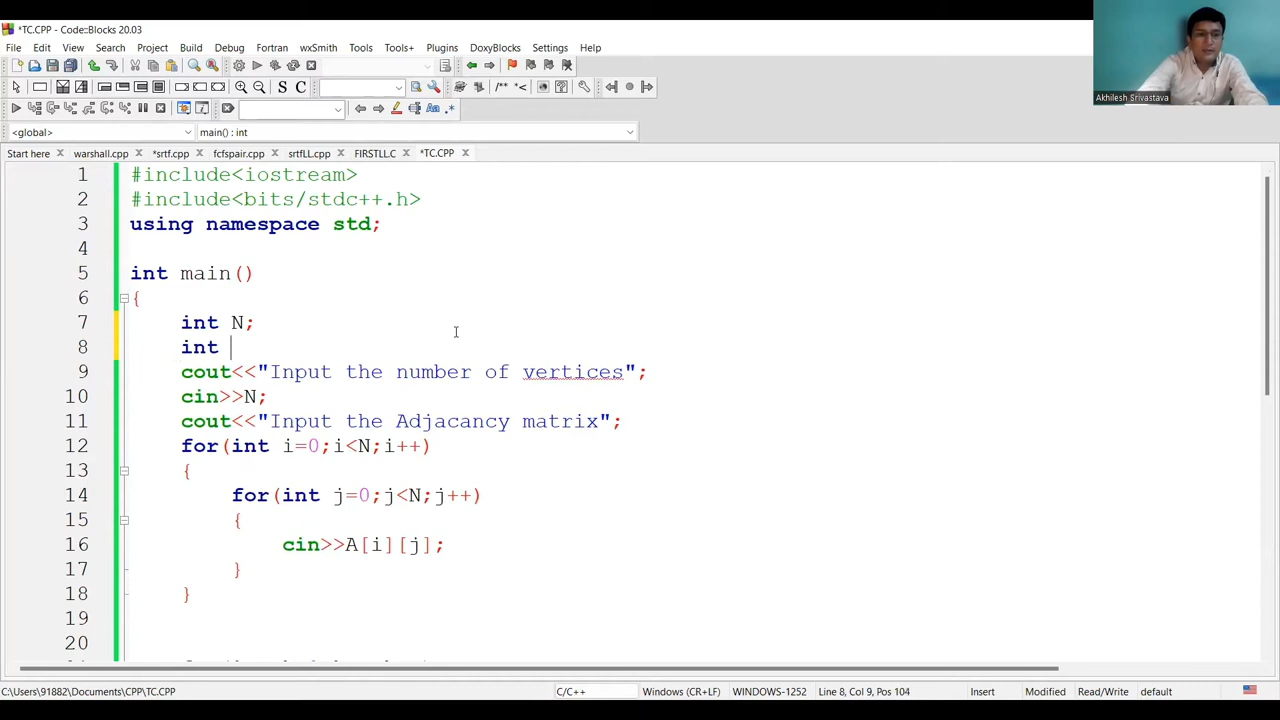 *TC.CPP - Code::Blocks 20.03
File Edit View Search Project Build Debug Fortran wxSmith Tools Tools+ Plugins DoxyBlocks Settings Help
S C /** *<
Aa .*
<global> main() : int
Start here warshall.cpp *srtf.cpp fcfspair.cpp srtfLL.cpp FIRSTLL.C *TC.CPP
1 #include<iostream>
2 #include<bits/stdc++.h>
3 using namespace std;
4
5 int main()
6 {
7 int N;
8 int
9 cout<<"Input the number of vertices";
10 cin>>N;
11 cout<<"Input the Adjacancy matrix";
12 for(int i=0;i<N;i++)
13 {
14 for(int j=0;j<N;j++)
15 {
16 cin>>A[i][j];
17 }
18 }
19
20
C:\Users\91882\Documents\CPP\TC.CPP C/C++ Windows (CR+LF) WINDOWS-1252 Line 8, Col 9, Pos 104 Insert Modified Read/Write default
Akhilesh Srivastava